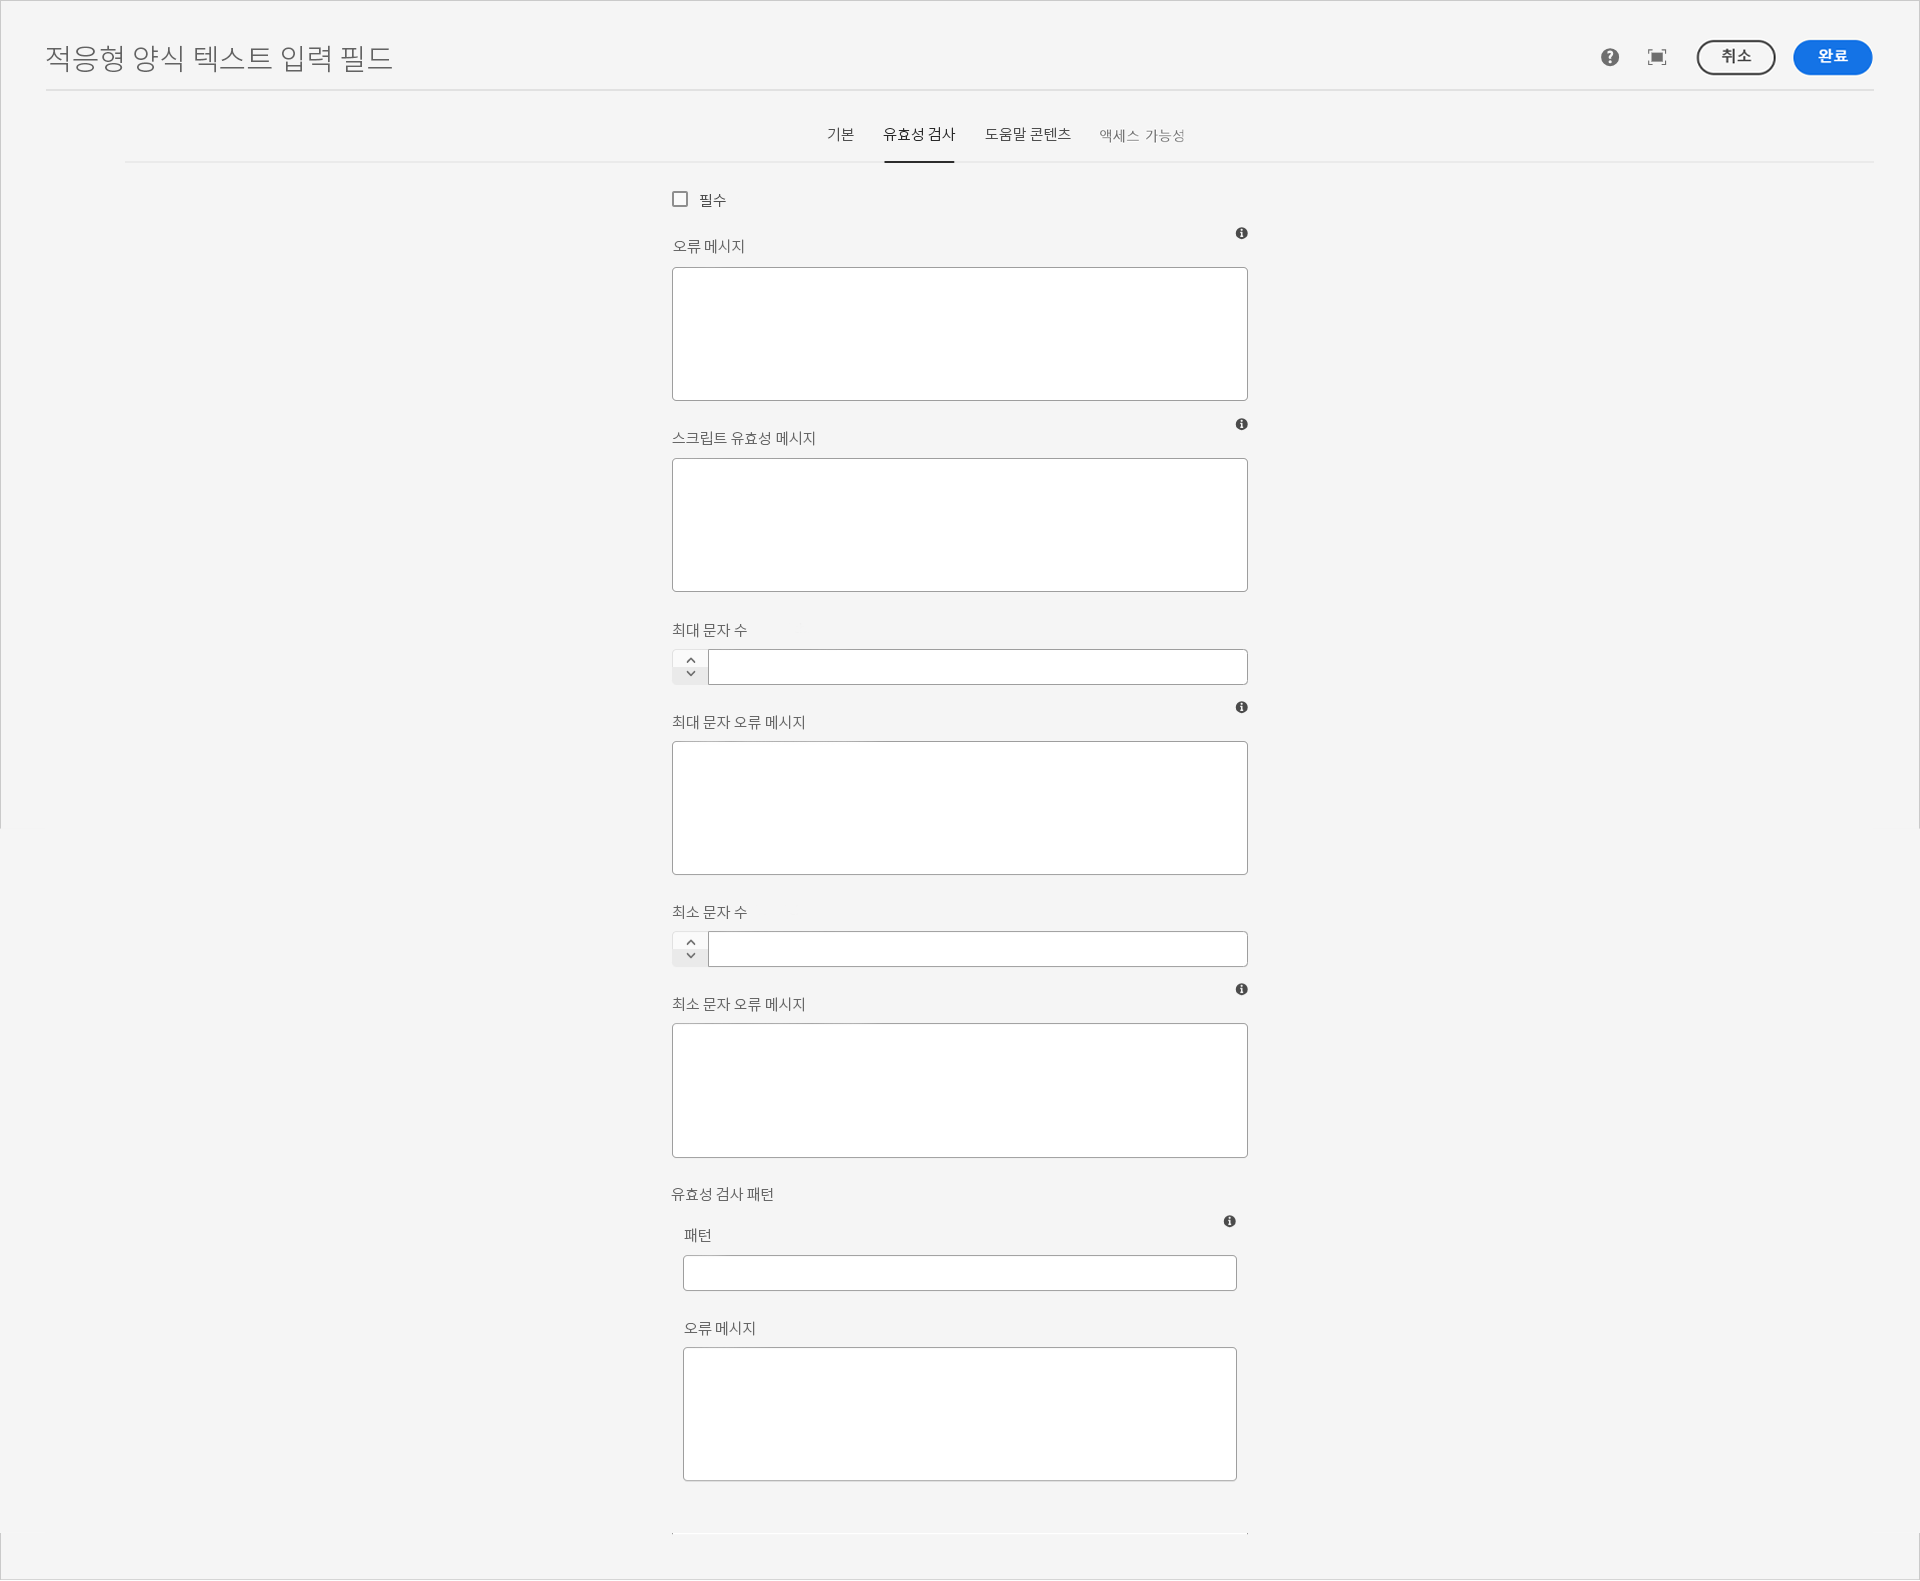 적응형 양식 텍스트 입력 필드
취소
완료
기본
유효성 검사
도움말 콘텐츠
액세스 가능성
필수
오류 메시지
스크립트 유효성 메시지
최대 문자 수
최대 문자 오류 메시지
최소 문자 수
최소 문자 오류 메시지
유효성 검사 패턴
패턴
오류 메시지